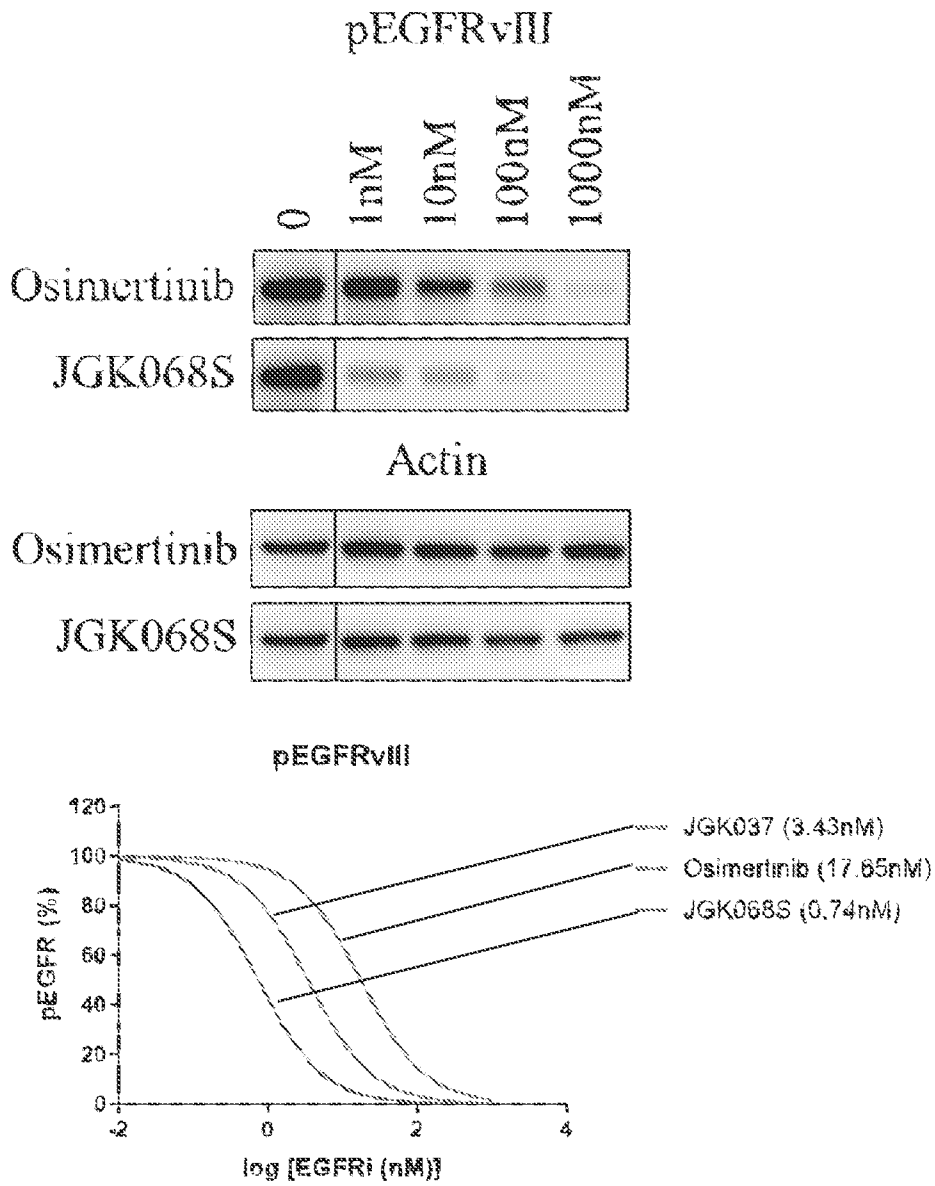 pEGFRvIII
0 1nM 10nM 100nM 1000nM
Osimertinib
JGK068S
Actin
Osimertinib
JGK068S
pEGFRvIII
120
100
80
60
40
20
0
pEGFR (%)
-2 0 2 4
log [EGFRi (nM)]
JGK037 (3.43nM)
Osimertinib (17.65nM)
JGK068S (0.74nM)